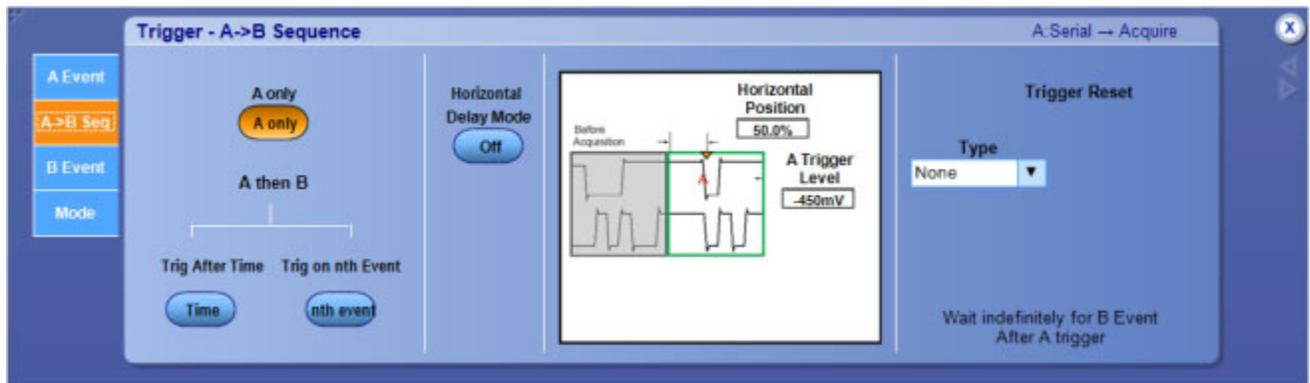 Trigger - A->B Sequence
A:Serial → Acquire
X
A Event
A->B Seq
B Event
Mode
A only
A only
A then B
Trig After Time
Trig on nth Event
Time
nth event
Horizontal
Delay Mode
Off
Before
Acquisition
Horizontal
Position
50.0%
A
A Trigger
Level
-450mV
Trigger Reset
Type
None
Wait indefinitely for B Event
After A trigger